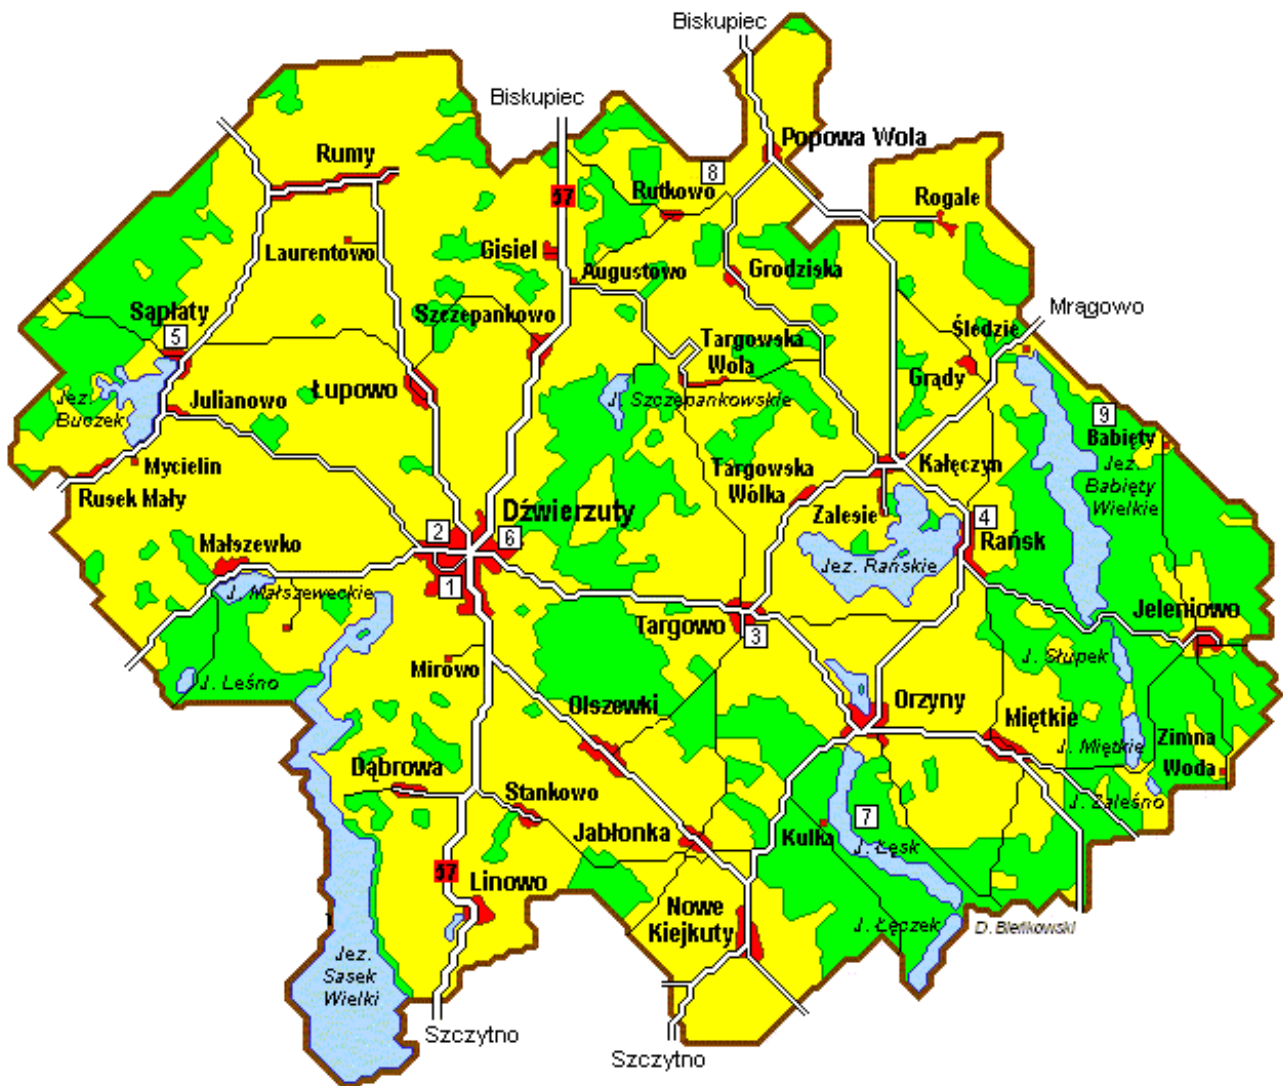 Biskupiec
Biskupiec
Popowa Wola
Rumy
8
Rutkowo
57
Rogale
Laurentowo
Gisiel
Augustowo
Grodziska
Sąpłaty
Szczepankowo
Mrągowo
5
Targowska
Wola
Śledzie
Grądy
Łupowo
Jez.
Buczek
Julianowo
J. Szczepankowskie
9
Babięty
Jez.
Babięty
Wielkie
Mycielin
Rusek Mały
Targowska
Wólka
Kałęczyn
Dźwierzuty
Zalesie
4
Rańsk
2
6
Małszewko
Jez. Rańskie
1
J. Małszeweckie
Targowo
3
Jeleniowo
Mirowo
J. Słupek
J. Leśno
Olszewki
Orzyny
Miętkie
J. Miętkie
Zimna
Woda
Dąbrowa
Stankowo
J. Zaleśno
Jabłonka
Kulka
7
J. Łęsk
57
Linowo
Nowe
Kiejkuty
J. Łęczek
D. Bieńkowski
Jez.
Sasek
Wielki
Szczytno
Szczytno